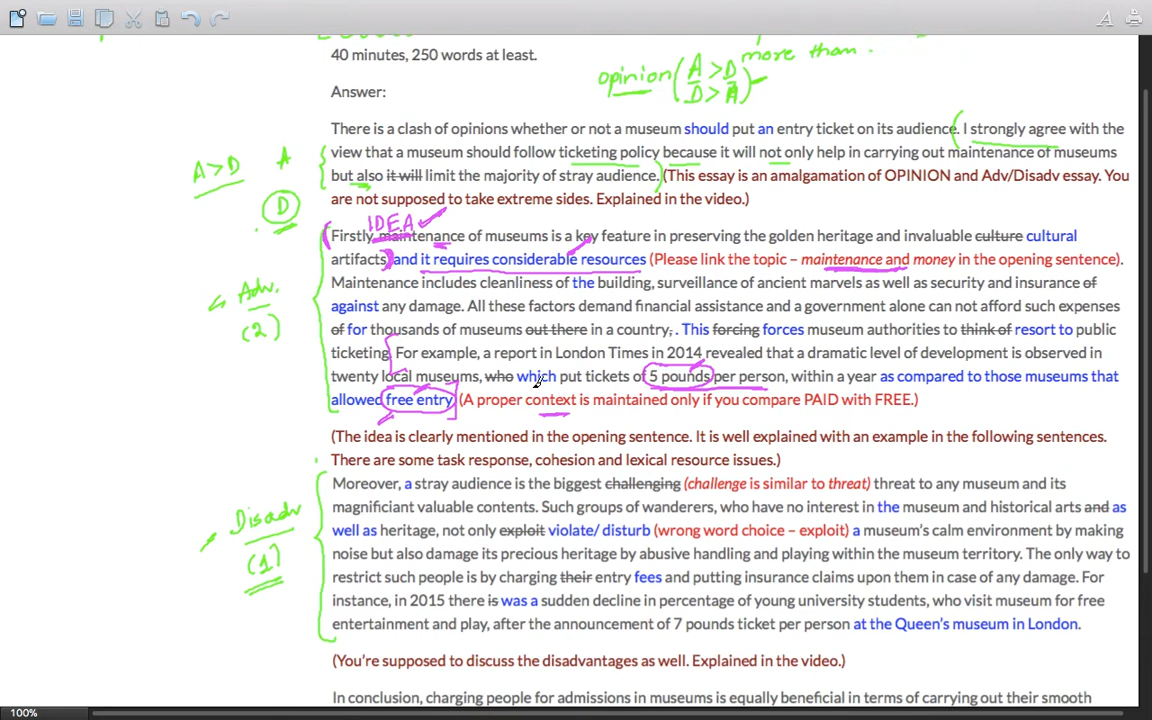 40 minutes, 250 words at least.
more than .
opinion ( A > D
D > A )
Answer:
There is a clash of opinions whether or not a museum should put an entry ticket on its audience. I strongly agree with the
view that a museum should follow ticketing policy because it will not only help in carrying out maintenance of museums
but also it will limit the majority of stray audience. (This essay is an amalgamation of OPINION and Adv/Disadv essay. You
are not supposed to take extreme sides. Explained in the video.)
A > D
A
D
IDEA
Firstly maintenance of museums is a key feature in preserving the golden heritage and invaluable culture cultural
artifacts and it requires considerable resources (Please link the topic – maintenance and money in the opening sentence).
Maintenance includes cleanliness of the building, surveillance of ancient marvels as well as security and insurance of
against any damage. All these factors demand financial assistance and a government alone can not afford such expenses
of for thousands of museums out there in a country, . This forcing forces museum authorities to think of resort to public
ticketing. For example, a report in London Times in 2014 revealed that a dramatic level of development is observed in
twenty local museums, who which put tickets of 5 pounds per person, within a year as compared to those museums that
allowed free entry (A proper context is maintained only if you compare PAID with FREE.)
Adv.
(2)
(The idea is clearly mentioned in the opening sentence. It is well explained with an example in the following sentences.
There are some task response, cohesion and lexical resource issues.)
Moreover, a stray audience is the biggest challenging (challenge is similar to threat) threat to any museum and its
magnificiant valuable contents. Such groups of wanderers, who have no interest in the museum and historical arts and as
well as heritage, not only exploit violate/ disturb (wrong word choice – exploit) a museum's calm environment by making
noise but also damage its precious heritage by abusive handling and playing within the museum territory. The only way to
restrict such people is by charging their entry fees and putting insurance claims upon them in case of any damage. For
instance, in 2015 there is was a sudden decline in percentage of young university students, who visit museum for free
entertainment and play, after the announcement of 7 pounds ticket per person at the Queen's museum in London.
Disadv
(1)
(You're supposed to discuss the disadvantages as well. Explained in the video.)
In conclusion, charging people for admissions in museums is equally beneficial in terms of carrying out their smooth
100%